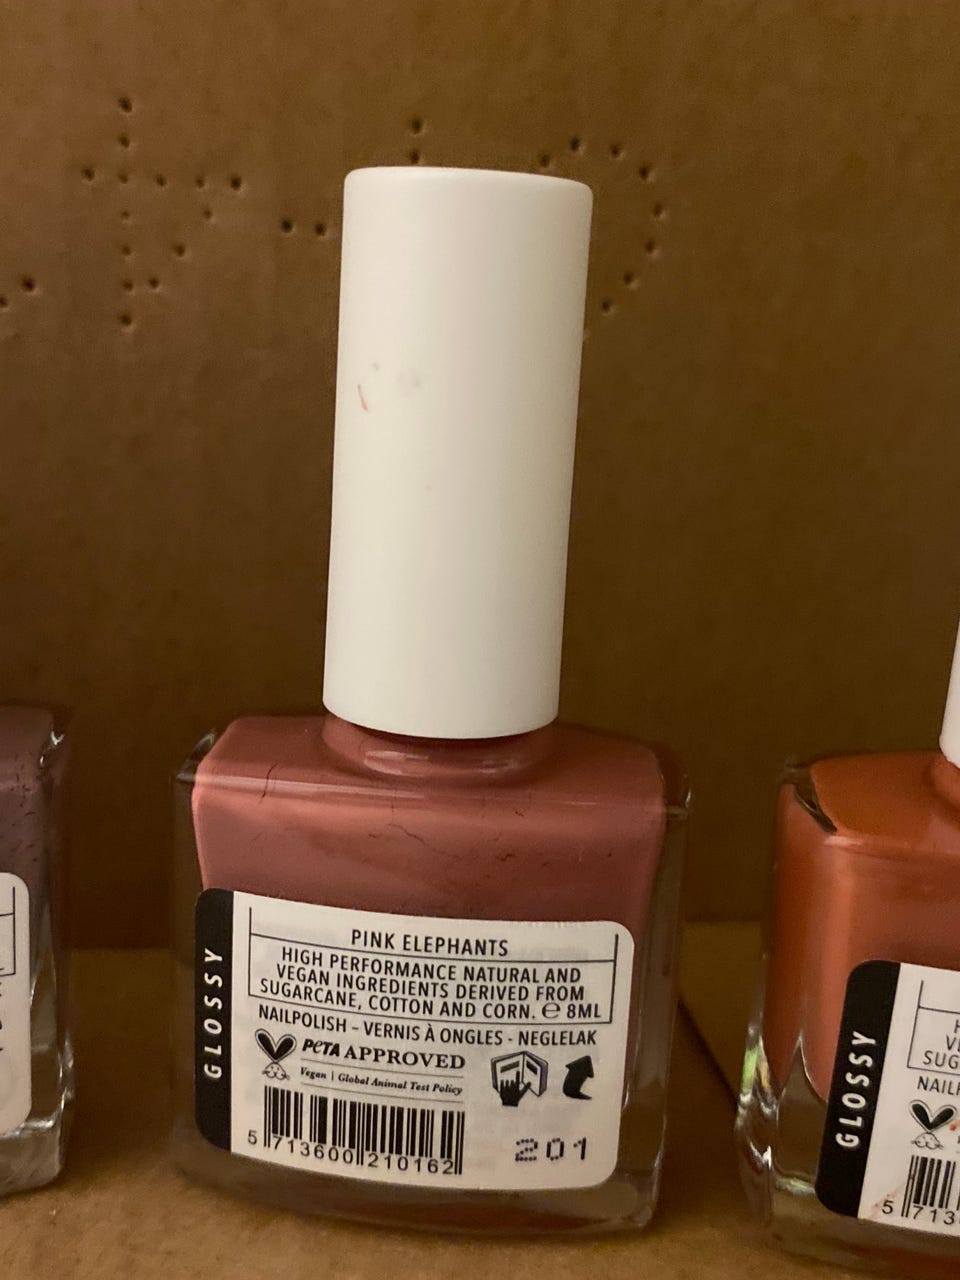 GLOSSY
PINK ELEPHANTS
HIGH PERFORMANCE NATURAL AND
VEGAN INGREDIENTS DERIVED FROM
SUGARCANE, COTTON AND CORN. ℮ 8ML
NAILPOLISH – VERNIS À ONGLES - NEGLELAK
PETA APPROVED
Vegan | Global Animal Test Policy
5 713600 210162
201
GLOSSY